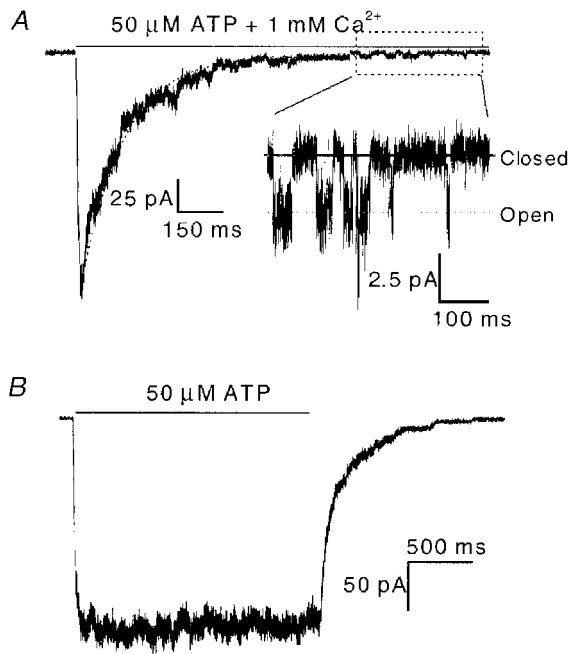 A
50 μM ATP + 1 mM Ca²⁺
25 pA
150 ms
Closed
Open
2.5 pA
100 ms
B
50 μM ATP
500 ms
50 pA